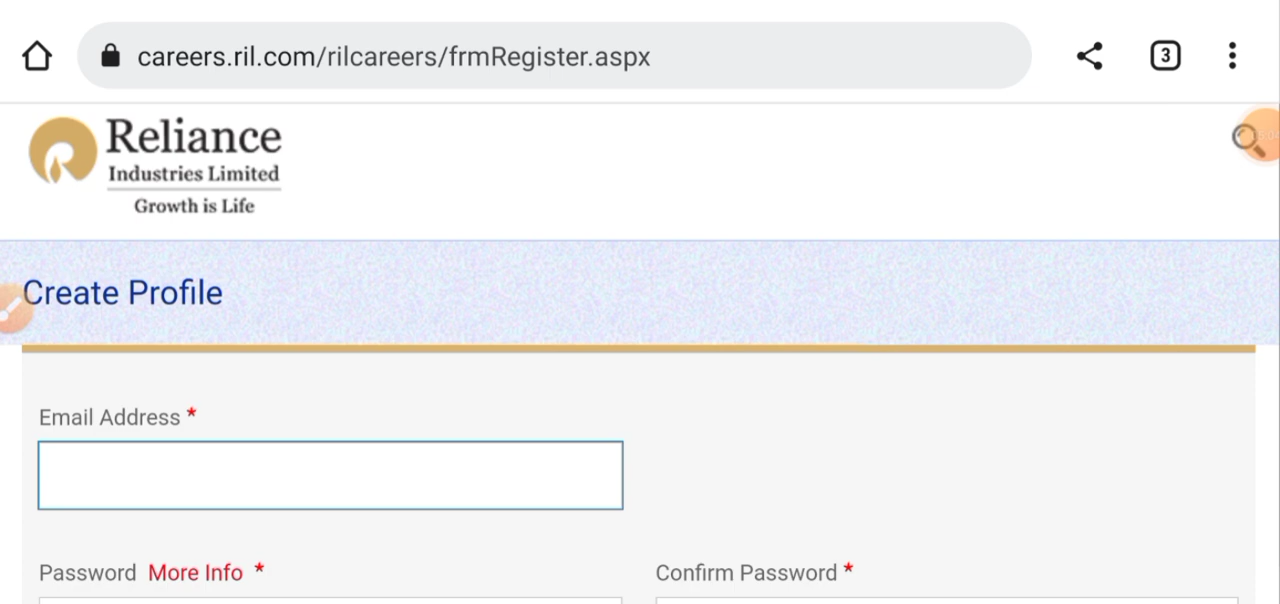 careers.ril.com/rilcareers/frmRegister.aspx
3
Reliance
Industries Limited
Growth is Life
Create Profile
Email Address *
Password More Info *
Confirm Password *